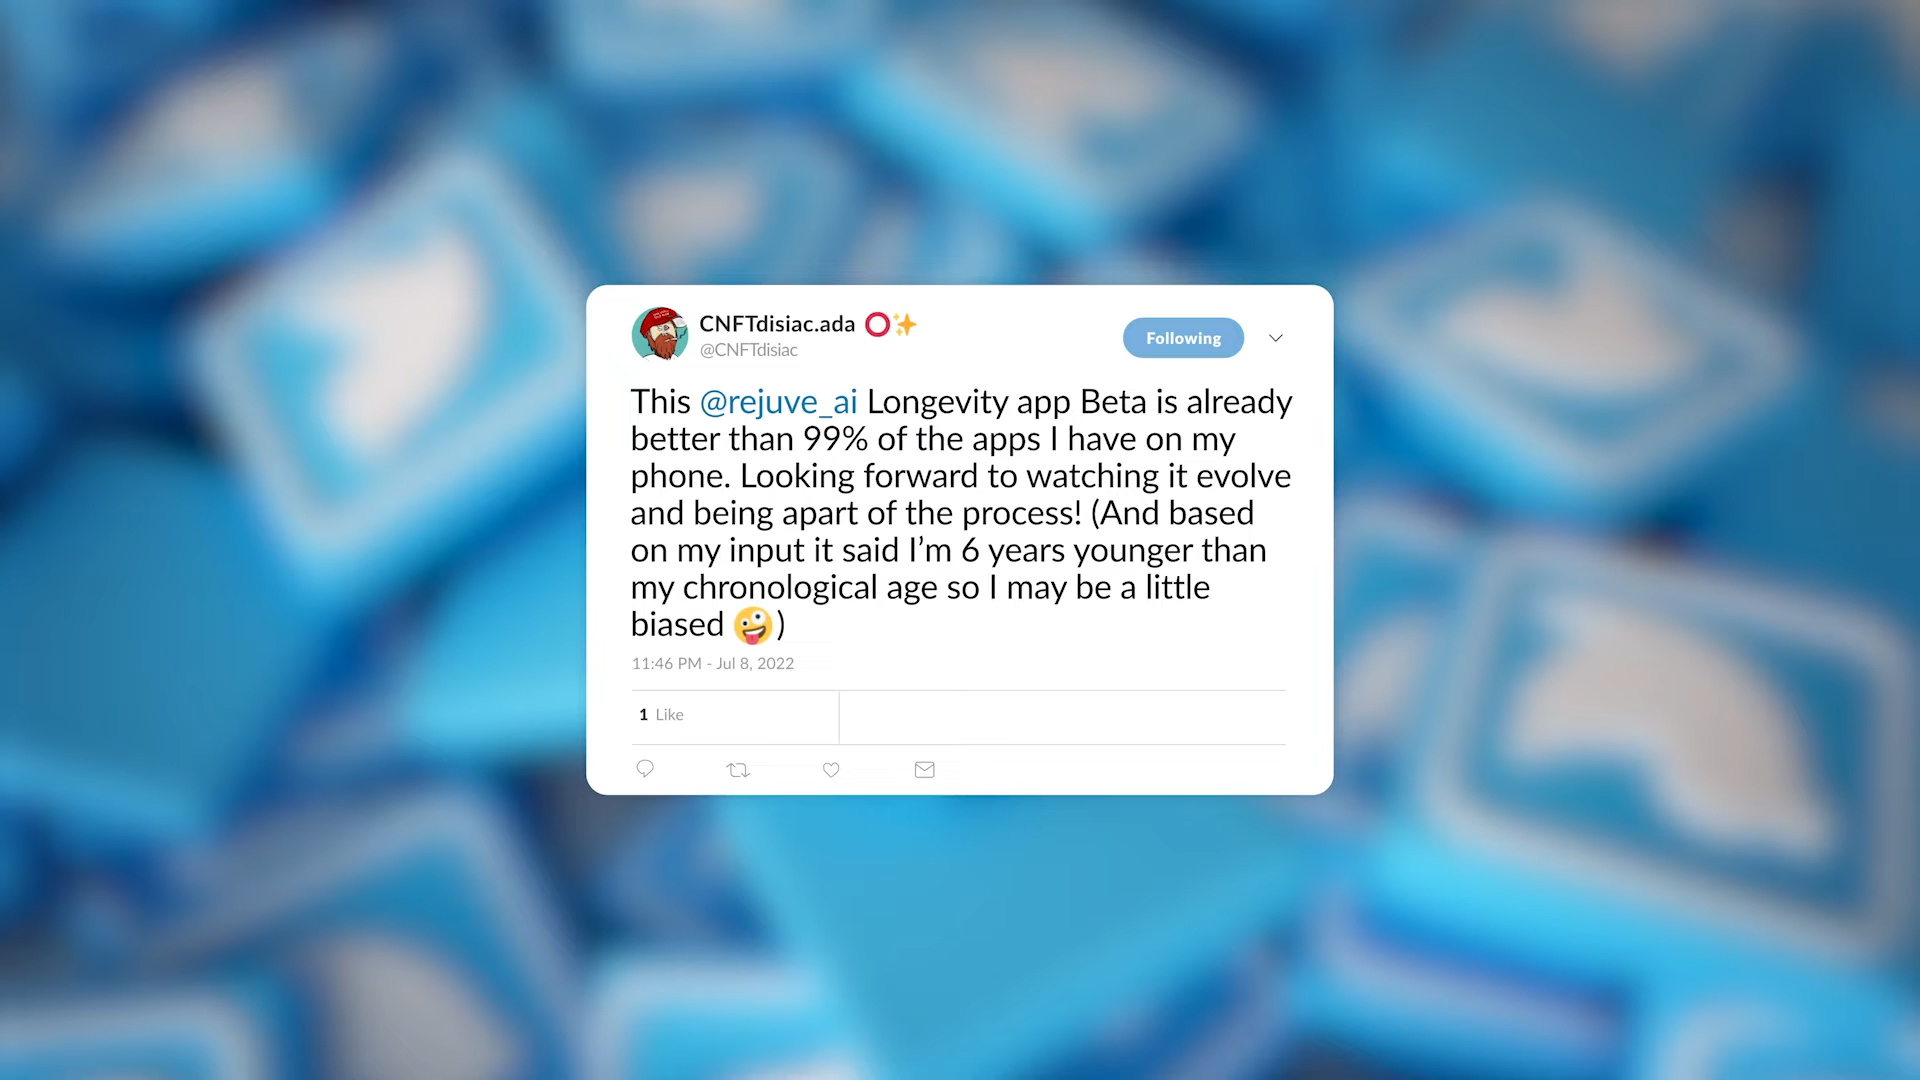 CNFTdisiac.ada ⭕✨
@CNFTdisiac
Following
This @rejuve_ai Longevity app Beta is already
better than 99% of the apps I have on my
phone. Looking forward to watching it evolve
and being apart of the process! (And based
on my input it said I’m 6 years younger than
my chronological age so I may be a little
biased 🤪)
11:46 PM - Jul 8, 2022
1 Like